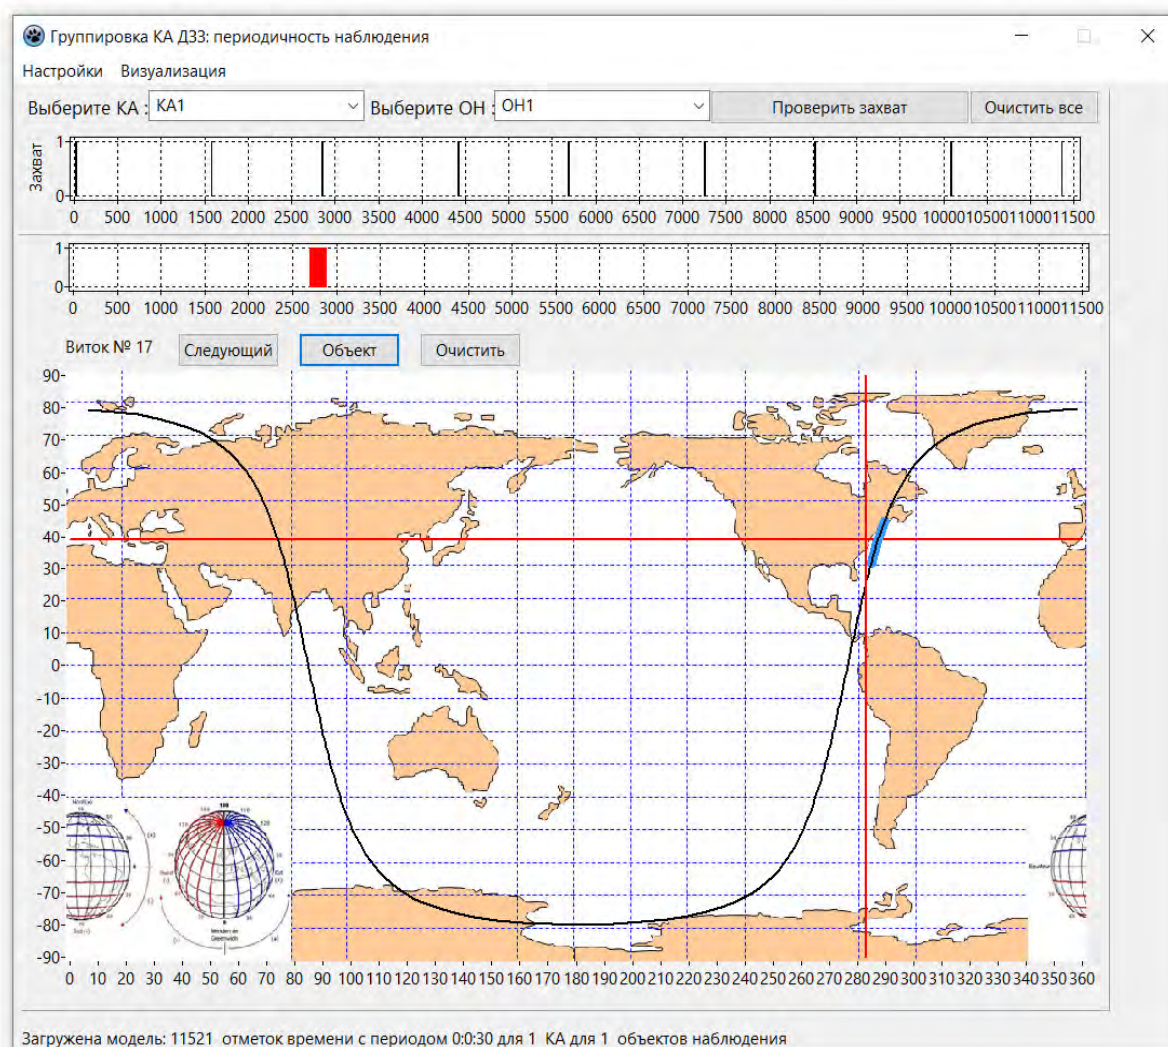 Группировка КА ДЗЗ: периодичность наблюдения
Настройки Визуализация
Выберите КА : КА1 Выберите ОН : ОН1 Проверить захват Очистить все
Захват
1
0
0 500 1000 1500 2000 2500 3000 3500 4000 4500 5000 5500 6000 6500 7000 7500 8000 8500 9000 9500 10000 10500 11000 11500
1
0
0 500 1000 1500 2000 2500 3000 3500 4000 4500 5000 5500 6000 6500 7000 7500 8000 8500 9000 9500 10000 10500 11000 11500
Виток № 17 Следующий Объект Очистить
90
80
70
60
50
40
30
20
10
0
-10
-20
-30
-40
-50
-60
-70
-80
-90
0 10 20 30 40 50 60 70 80 90 100 110 120 130 140 150 160 170 180 190 200 210 220 230 240 250 260 270 280 290 300 310 320 330 340 350 360
Загружена модель: 11521 отметок времени с периодом 0:0:30 для 1 КА для 1 объектов наблюдения